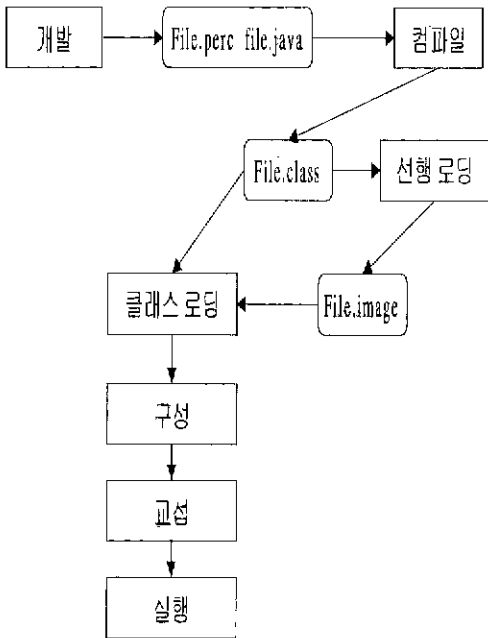 개발
File.perc file.java
컴파일
File.class
선행 로딩
클래스 로딩
File.image
구성
교섭
실행